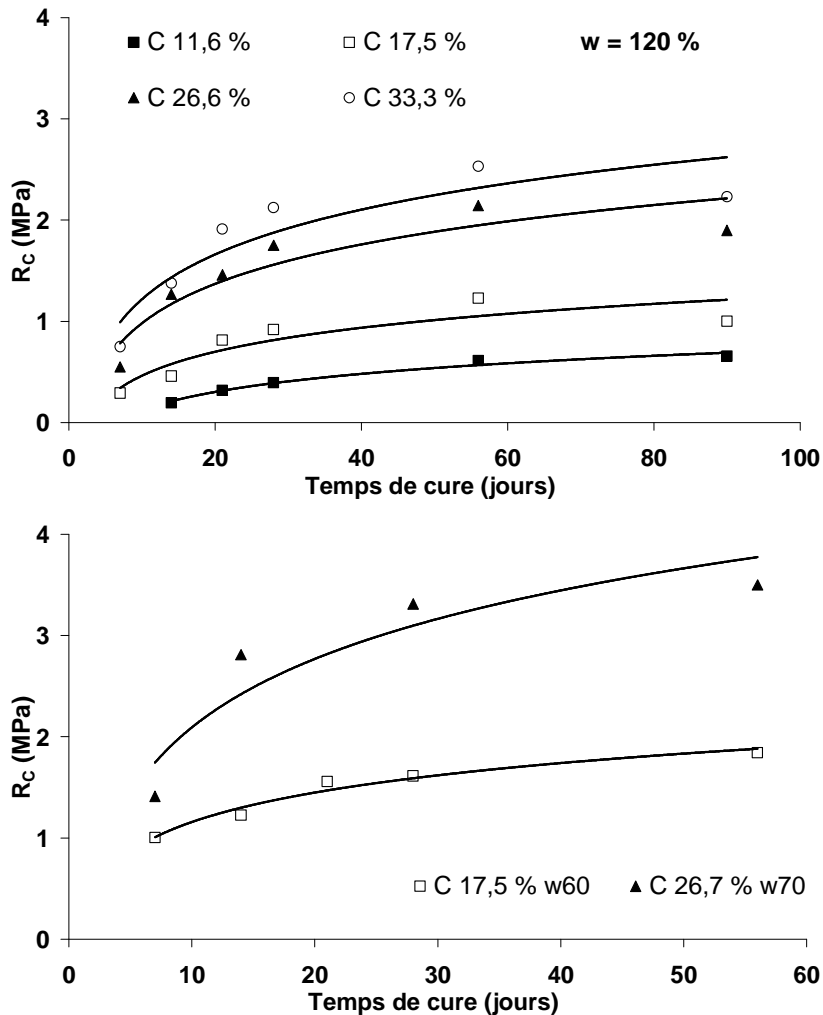 4
■ C 11,6 % □ C 17,5 % w = 120 %
▲ C 26,6 % ○ C 33,3 %
3
R_C (MPa)
2
1
0
0 20 40 60 80 100
Temps de cure (jours)
4
3
R_C (MPa)
2
1
□ C 17,5 % w60 ▲ C 26,7 % w70
0
0 10 20 30 40 50 60
Temps de cure (jours)